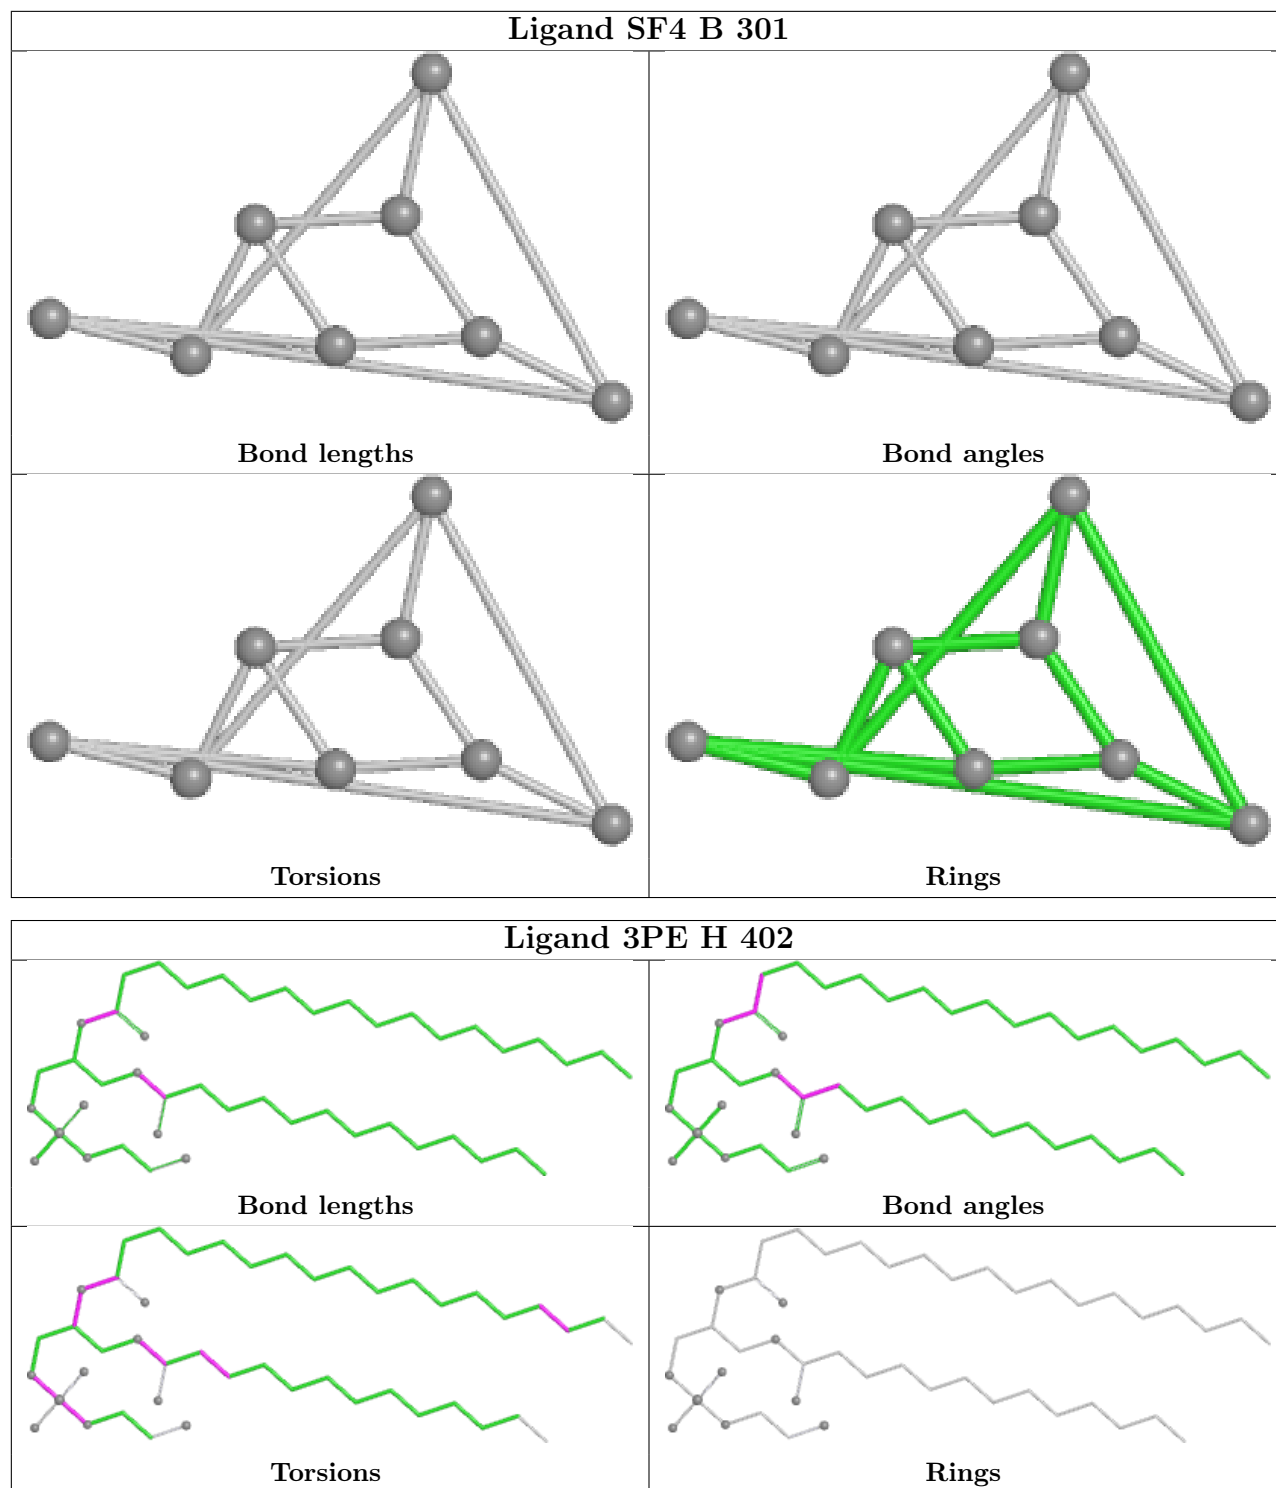 Ligand SF4 B 301
Bond lengths
Bond angles
Torsions
Rings
Ligand 3PE H 402
Bond lengths
Bond angles
Torsions
Rings